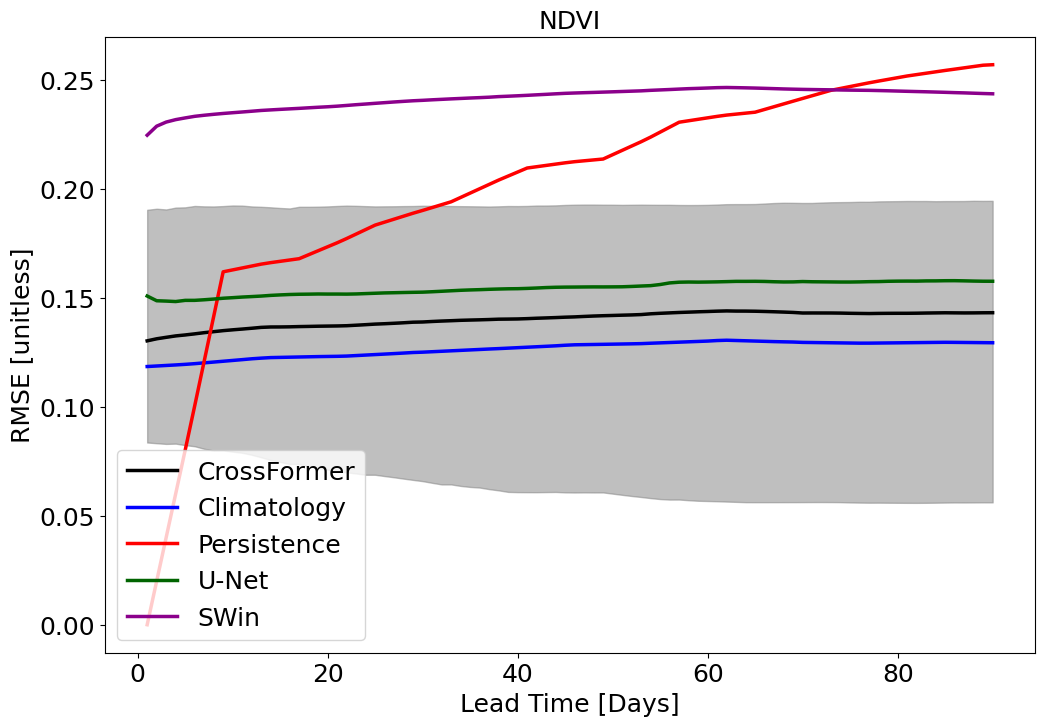 NDVI
RMSE [unitless]
0.25
0.20
0.15
0.10
0.05
0.00
CrossFormer
Climatology
Persistence
U-Net
SWin
0 20 40 60 80
Lead Time [Days]